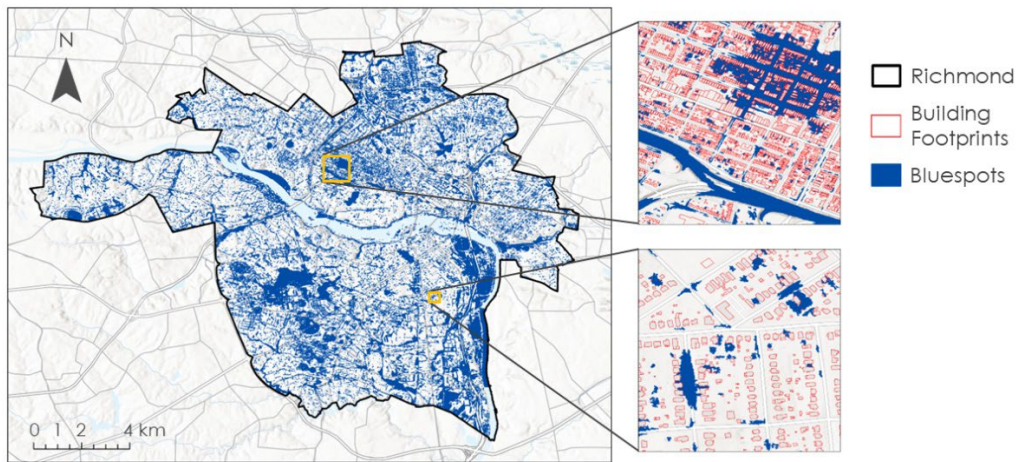 N
0 1 2 4 km
Richmond
Building
Footprints
Bluespots